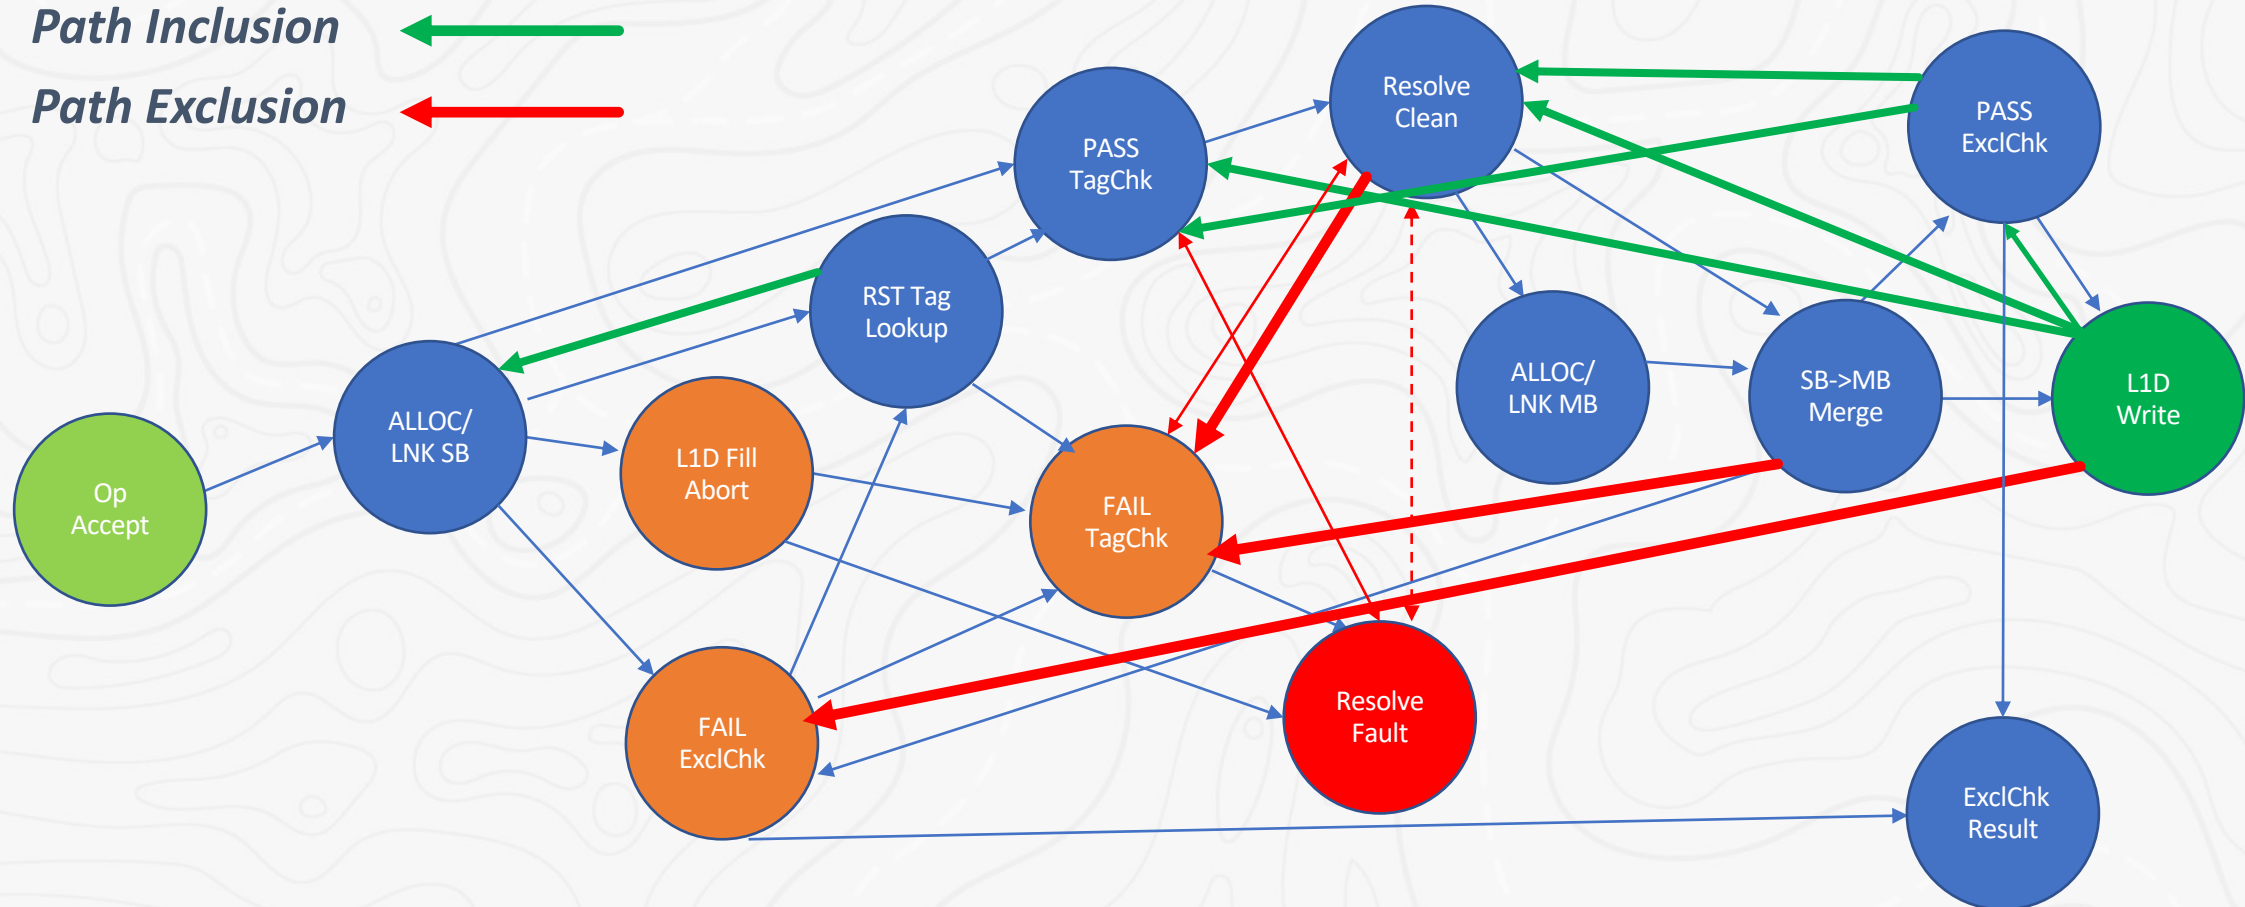 Path Inclusion
Path Exclusion
Resolve
Clean
PASS
ExclChk
PASS
TagChk
RST Tag
Lookup
ALLOC/
LNK SB
L1D Fill
Abort
Op
Accept
FAIL
TagChk
ALLOC/
LNK MB
SB->MB
Merge
L1D
Write
FAIL
ExclChk
Resolve
Fault
ExclChk
Result